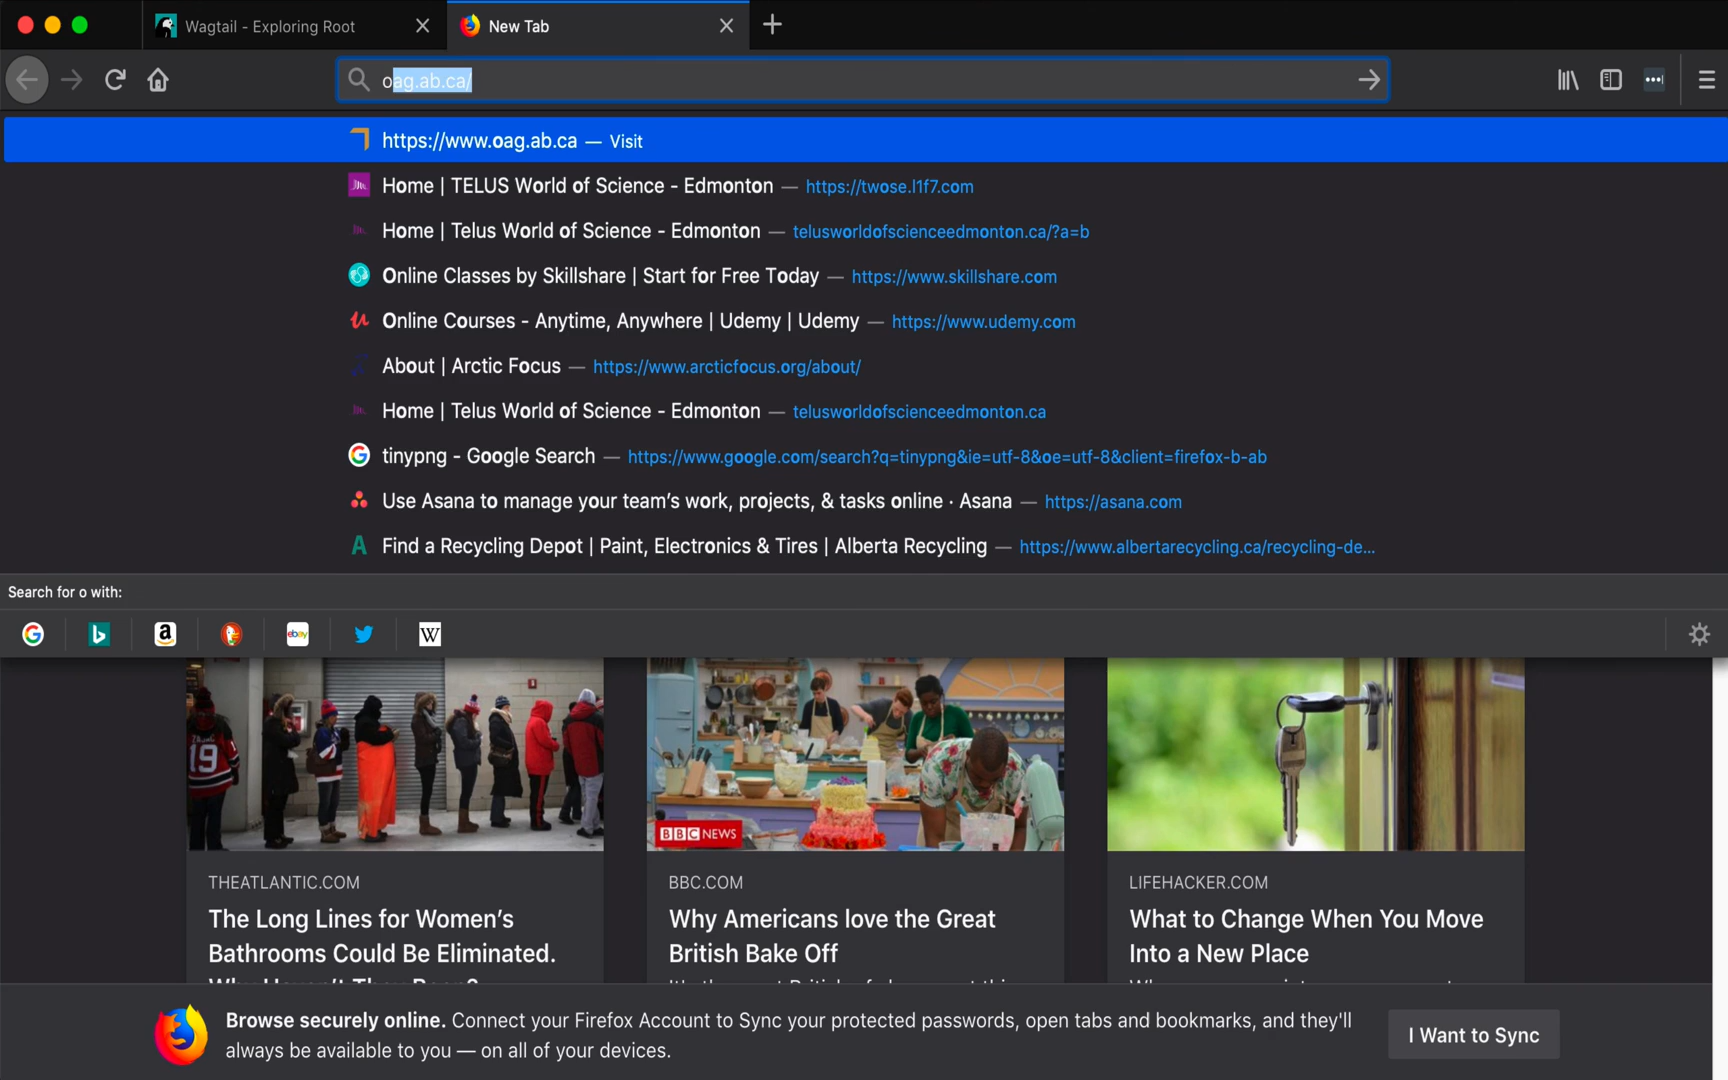 Wagtail - Exploring Root
New Tab
oag.ab.ca/
https://www.oag.ab.ca — Visit
Home | TELUS World of Science - Edmonton — https://twose.l1f7.com
Home | Telus World of Science - Edmonton — telusworldofscienceedmonton.ca/?a=b
Online Classes by Skillshare | Start for Free Today — https://www.skillshare.com
Online Courses - Anytime, Anywhere | Udemy | Udemy — https://www.udemy.com
About | Arctic Focus — https://www.arcticfocus.org/about/
Home | Telus World of Science - Edmonton — telusworldofscienceedmonton.ca
tinypng - Google Search — https://www.google.com/search?q=tinypng&ie=utf-8&oe=utf-8&client=firefox-b-ab
Use Asana to manage your team's work, projects, & tasks online · Asana — https://asana.com
Find a Recycling Depot | Paint, Electronics & Tires | Alberta Recycling — https://www.albertarecycling.ca/recycling-de...
Search for o with:
ebay
19
BBC NEWS
THEATLANTIC.COM
The Long Lines for Women's
Bathrooms Could Be Eliminated.
Why Haven't They Been?
BBC.COM
Why Americans love the Great
British Bake Off
LIFEHACKER.COM
What to Change When You Move
Into a New Place
Browse securely online. Connect your Firefox Account to Sync your protected passwords, open tabs and bookmarks, and they'll
always be available to you — on all of your devices.
I Want to Sync